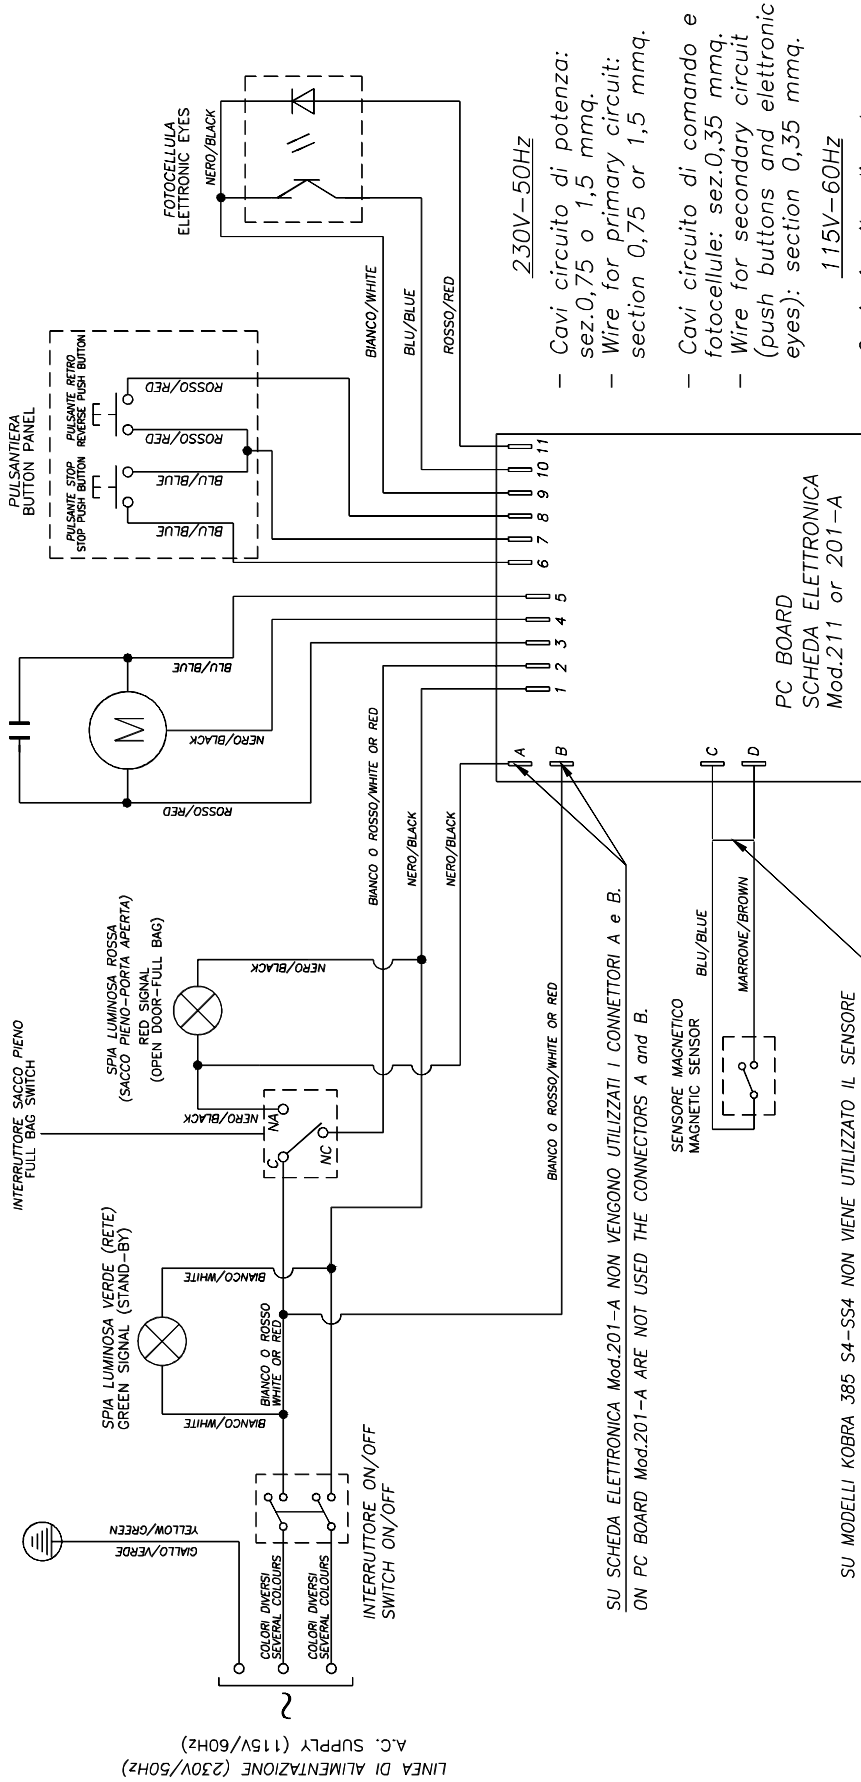 LINEA DI ALIMENTAZIONE (230V/50Hz)
A.C. SUPPLY (115V/60Hz)
~
GIALLO/VERDE
YELLOW/GREEN
COLORI DIVERSI
SEVERAL COLOURS
COLORI DIVERSI
SEVERAL COLOURS
INTERRUTTORE ON/OFF
SWITCH ON/OFF
SPIA LUMINOSA VERDE (RETE)
GREEN SIGNAL (STAND-BY)
BIANCO/WHITE
BIANCO/WHITE
BIANCO O ROSSO
WHITE OR RED
INTERRUTTORE SACCO PIENO
FULL BAG SWITCH
C
NA
NC
SPIA LUMINOSA ROSSA
(SACCO PIENO-PORTA APERTA)
RED SIGNAL
(OPEN DOOR-FULL BAG)
NERO/BLACK
NERO/BLACK
BIANCO O ROSSO/WHITE OR RED
NERO/BLACK
NERO/BLACK
BIANCO O ROSSO/WHITE OR RED
M
ROSSO/RED
NERO/BLACK
BLU/BLUE
PULSANTIERA
BUTTON PANEL
PULSANTE STOP
STOP PUSH BUTTON
PULSANTE RETRO
REVERSE PUSH BUTTON
BLU/BLUE
BLU/BLUE
ROSSO/RED
ROSSO/RED
FOTOCELLULA
ELETTRONIC EYES
NERO/BLACK
BIANCO/WHITE
BLU/BLUE
ROSSO/RED
1
2
3
4
5
6
7
8
9
10
11
A
B
C
D
PC BOARD
SCHEDA ELETTRONICA
Mod.211 or 201-A
SU SCHEDA ELETTRONICA Mod.201-A NON VENGONO UTILIZZATI I CONNETTORI A e B.
ON PC BOARD Mod.201-A ARE NOT USED THE CONNECTORS A and B.
SENSORE MAGNETICO
MAGNETIC SENSOR
BLU/BLUE
MARRONE/BROWN
SU MODELLI KOBRA 385 S4-SS4 NON VIENE UTILIZZATO IL SENSORE
230V-50Hz
- Cavi circuito di potenza:
sez.0,75 o 1,5 mmq.
- Wire for primary circuit:
section 0,75 or 1,5 mmq.
- Cavi circuito di comando e
fotocellule: sez.0,35 mmq.
- Wire for secondary circuit
(push buttons and elettronic
eyes): section 0,35 mmq.
115V-60Hz